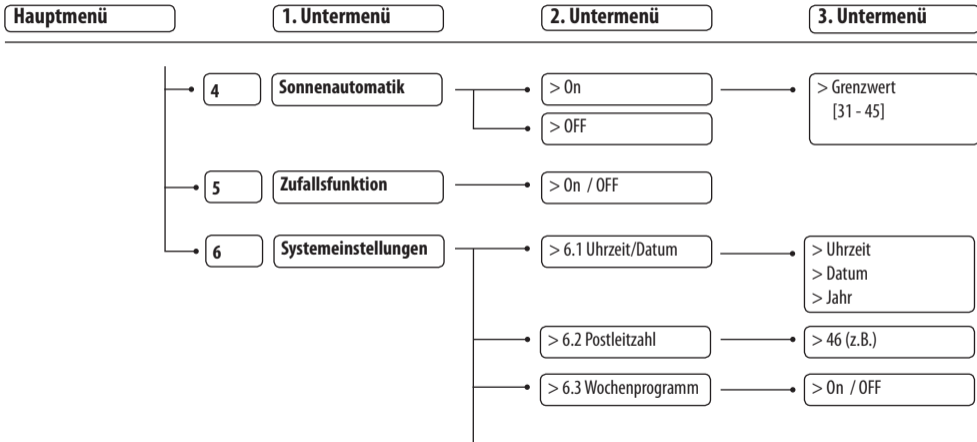 Hauptmenü 1. Untermenü 2. Untermenü 3. Untermenü
4 Sonnenautomatik > On > Grenzwert
[31 - 45]
> OFF
5 Zufallsfunktion > On / OFF
6 Systemeinstellungen > 6.1 Uhrzeit/Datum > Uhrzeit
> Datum
> Jahr
> 6.2 Postleitzahl > 46 (z.B.)
> 6.3 Wochenprogramm > On / OFF